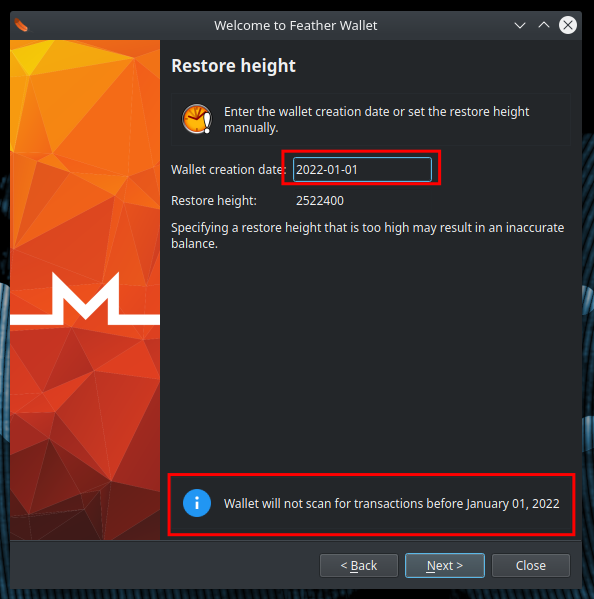 Welcome to Feather Wallet
Restore height
Enter the wallet creation date or set the restore height
manually.
Wallet creation date: 2022-01-01
Restore height: 2522400
Specifying a restore height that is too high may result in an inaccurate
balance.
Wallet will not scan for transactions before January 01, 2022
< Back Next > Close